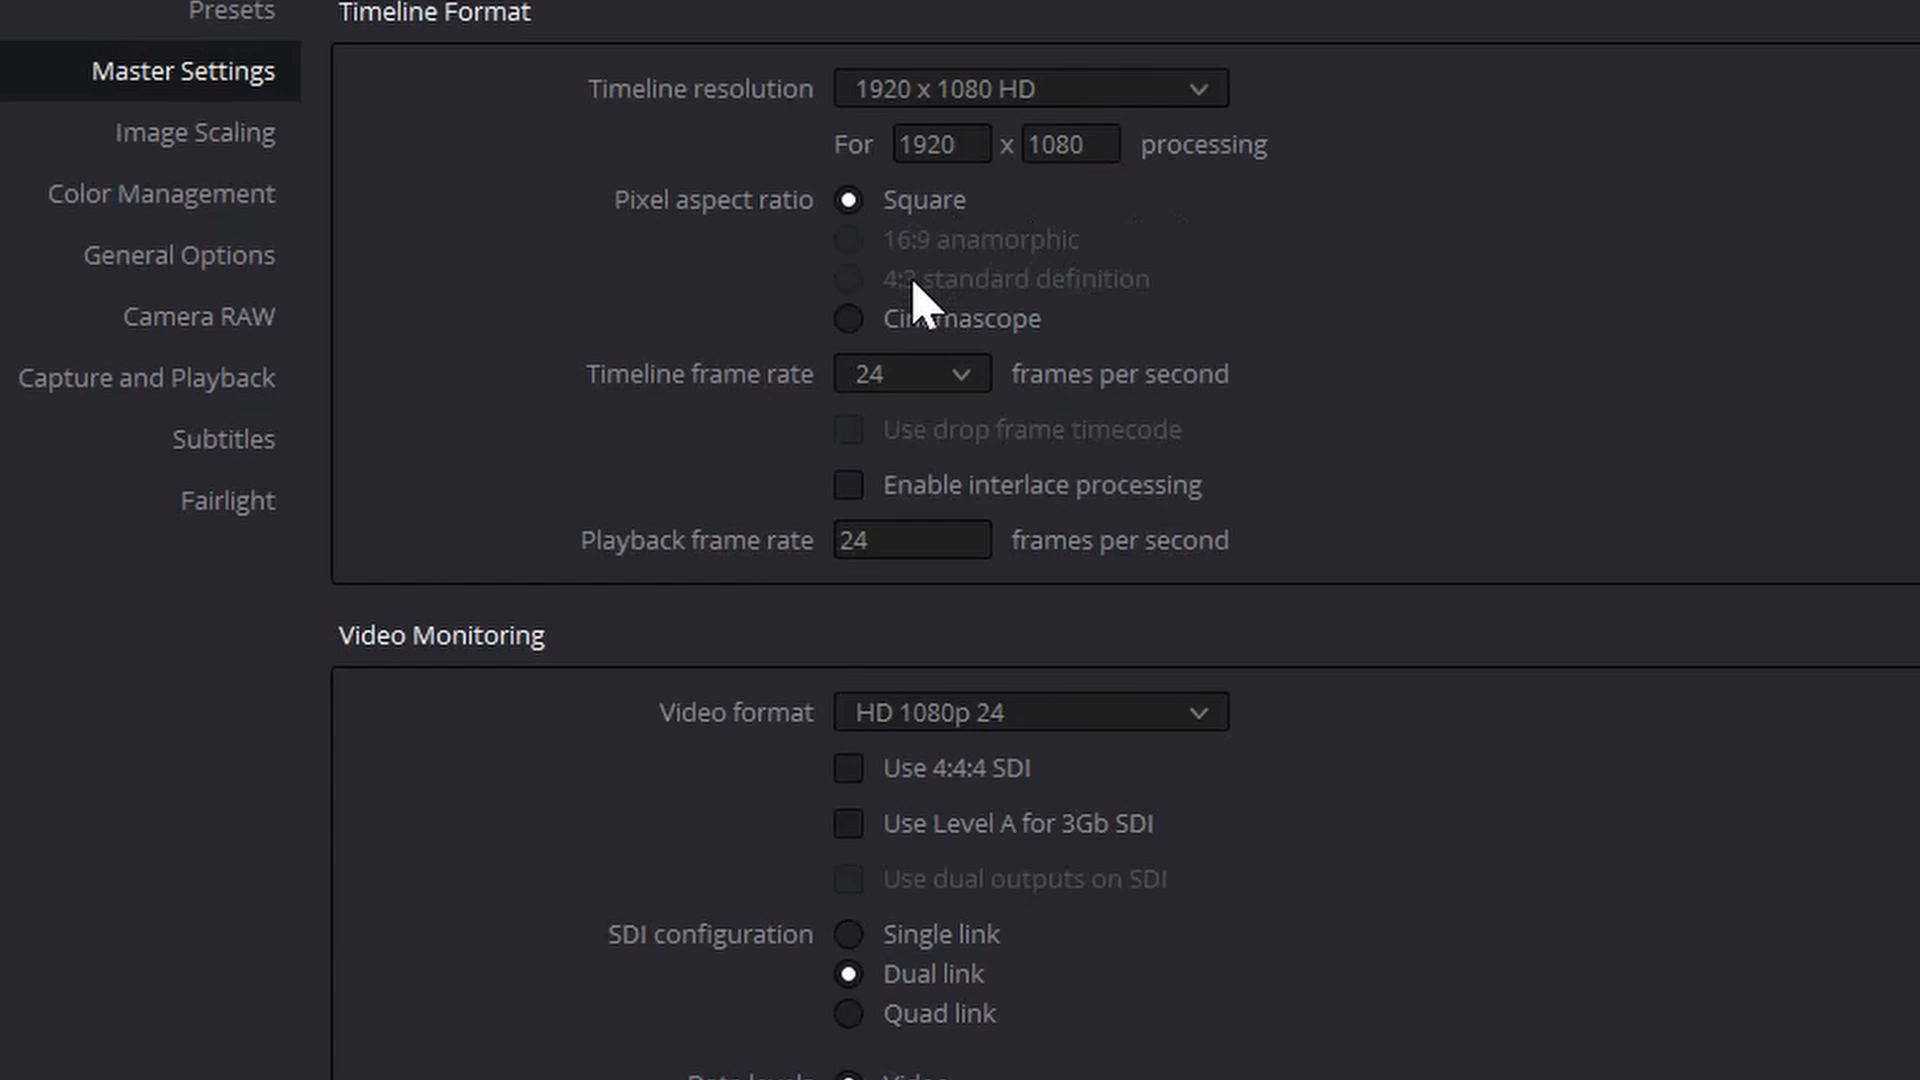 Presets
Master Settings
Image Scaling
Color Management
General Options
Camera RAW
Capture and Playback
Subtitles
Fairlight
Timeline Format
Timeline resolution 1920 x 1080 HD
For 1920 x 1080 processing
Pixel aspect ratio Square
16:9 anamorphic
4:3 standard definition
Cinemascope
Timeline frame rate 24 frames per second
Use drop frame timecode
Enable interlace processing
Playback frame rate 24 frames per second
Video Monitoring
Video format HD 1080p 24
Use 4:4:4 SDI
Use Level A for 3Gb SDI
Use dual outputs on SDI
SDI configuration Single link
Dual link
Quad link